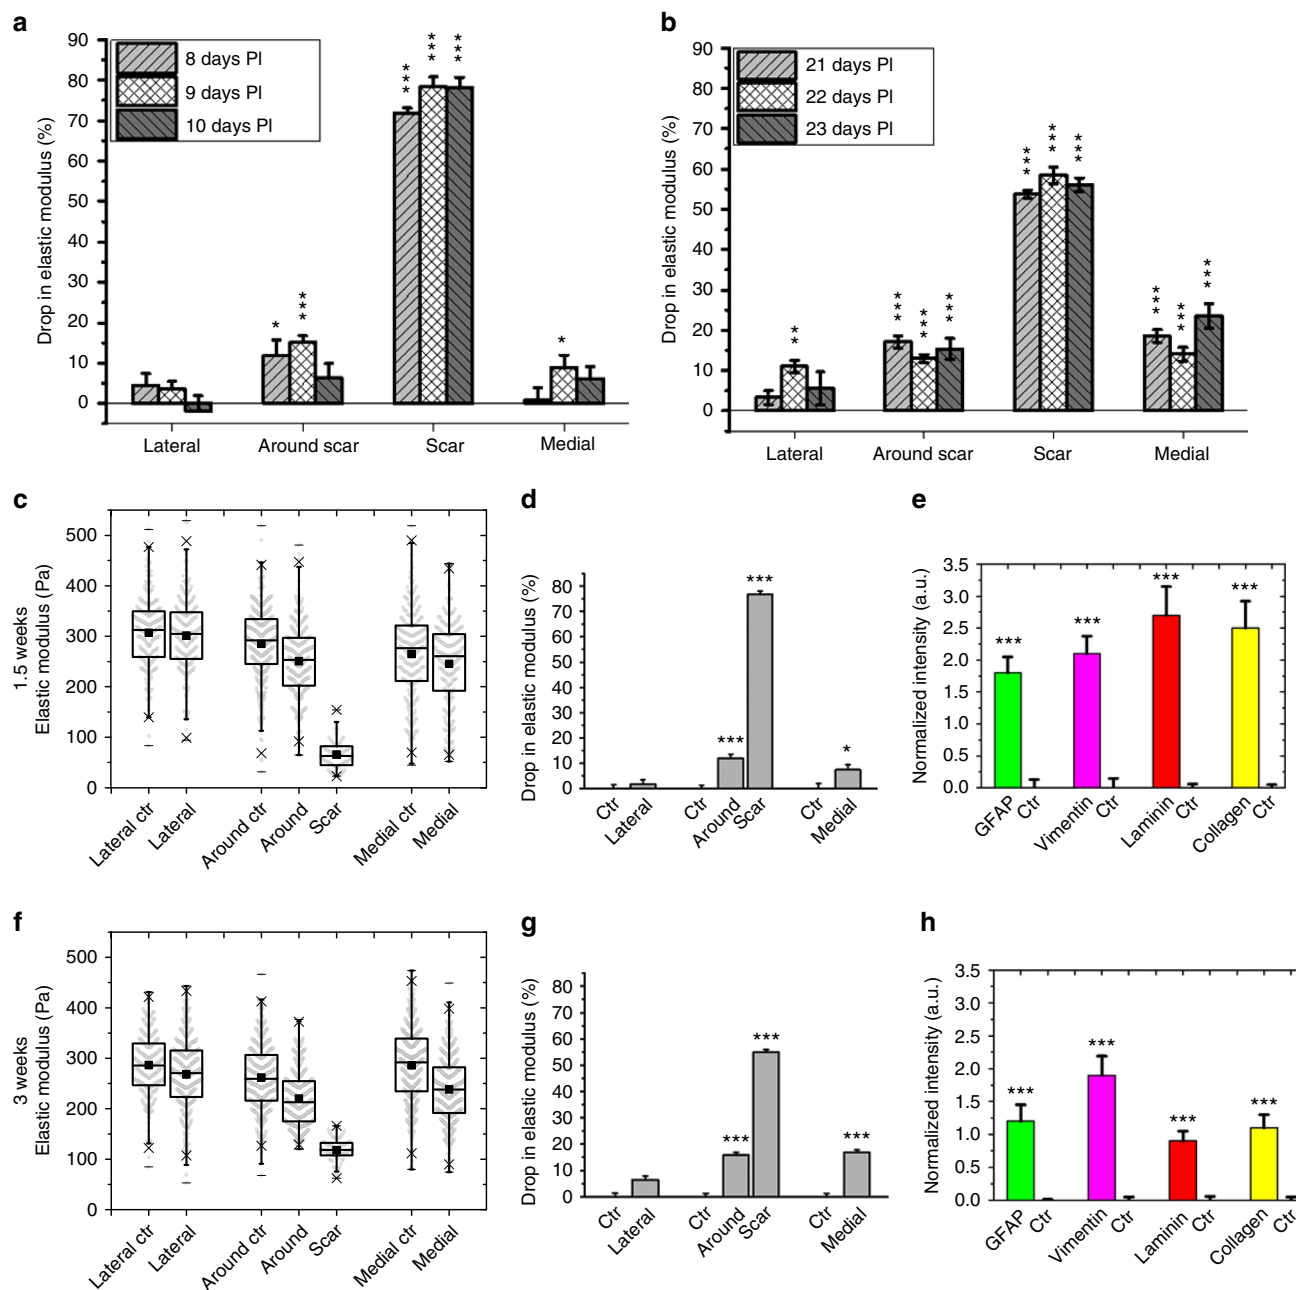 a
90
80
70
60
50
40
30
20
10
0
Drop in elastic modulus (%)
8 days PI
9 days PI
10 days PI
*
***
***
***
***
*
Lateral
Around scar
Scar
Medial
b
90
80
70
60
50
40
30
20
10
0
Drop in elastic modulus (%)
21 days PI
22 days PI
23 days PI
**
***
***
***
***
***
***
***
***
***
Lateral
Around scar
Scar
Medial
c
1.5 weeks
Elastic modulus (Pa)
500
400
300
200
100
0
Lateral ctr
Lateral
Around ctr
Around
Scar
Medial ctr
Medial
d
Drop in elastic modulus (%)
80
70
60
50
40
30
20
10
0
***
***
*
Ctr
Lateral
Ctr
Around
Scar
Ctr
Medial
e
Normalized intensity (a.u.)
3.5
3.0
2.5
2.0
1.5
1.0
0.5
0.0
***
***
***
***
GFAP
Ctr
Vimentin
Ctr
Laminin
Ctr
Collagen
Ctr
f
3 weeks
Elastic modulus (Pa)
500
400
300
200
100
0
Lateral ctr
Lateral
Around ctr
Around
Scar
Medial ctr
Medial
g
Drop in elastic modulus (%)
80
70
60
50
40
30
20
10
0
***
***
***
Ctr
Lateral
Ctr
Around
Scar
Ctr
Medial
h
Normalized intensity (a.u.)
3.5
3.0
2.5
2.0
1.5
1.0
0.5
0.0
***
***
***
***
GFAP
Ctr
Vimentin
Ctr
Laminin
Ctr
Collagen
Ctr